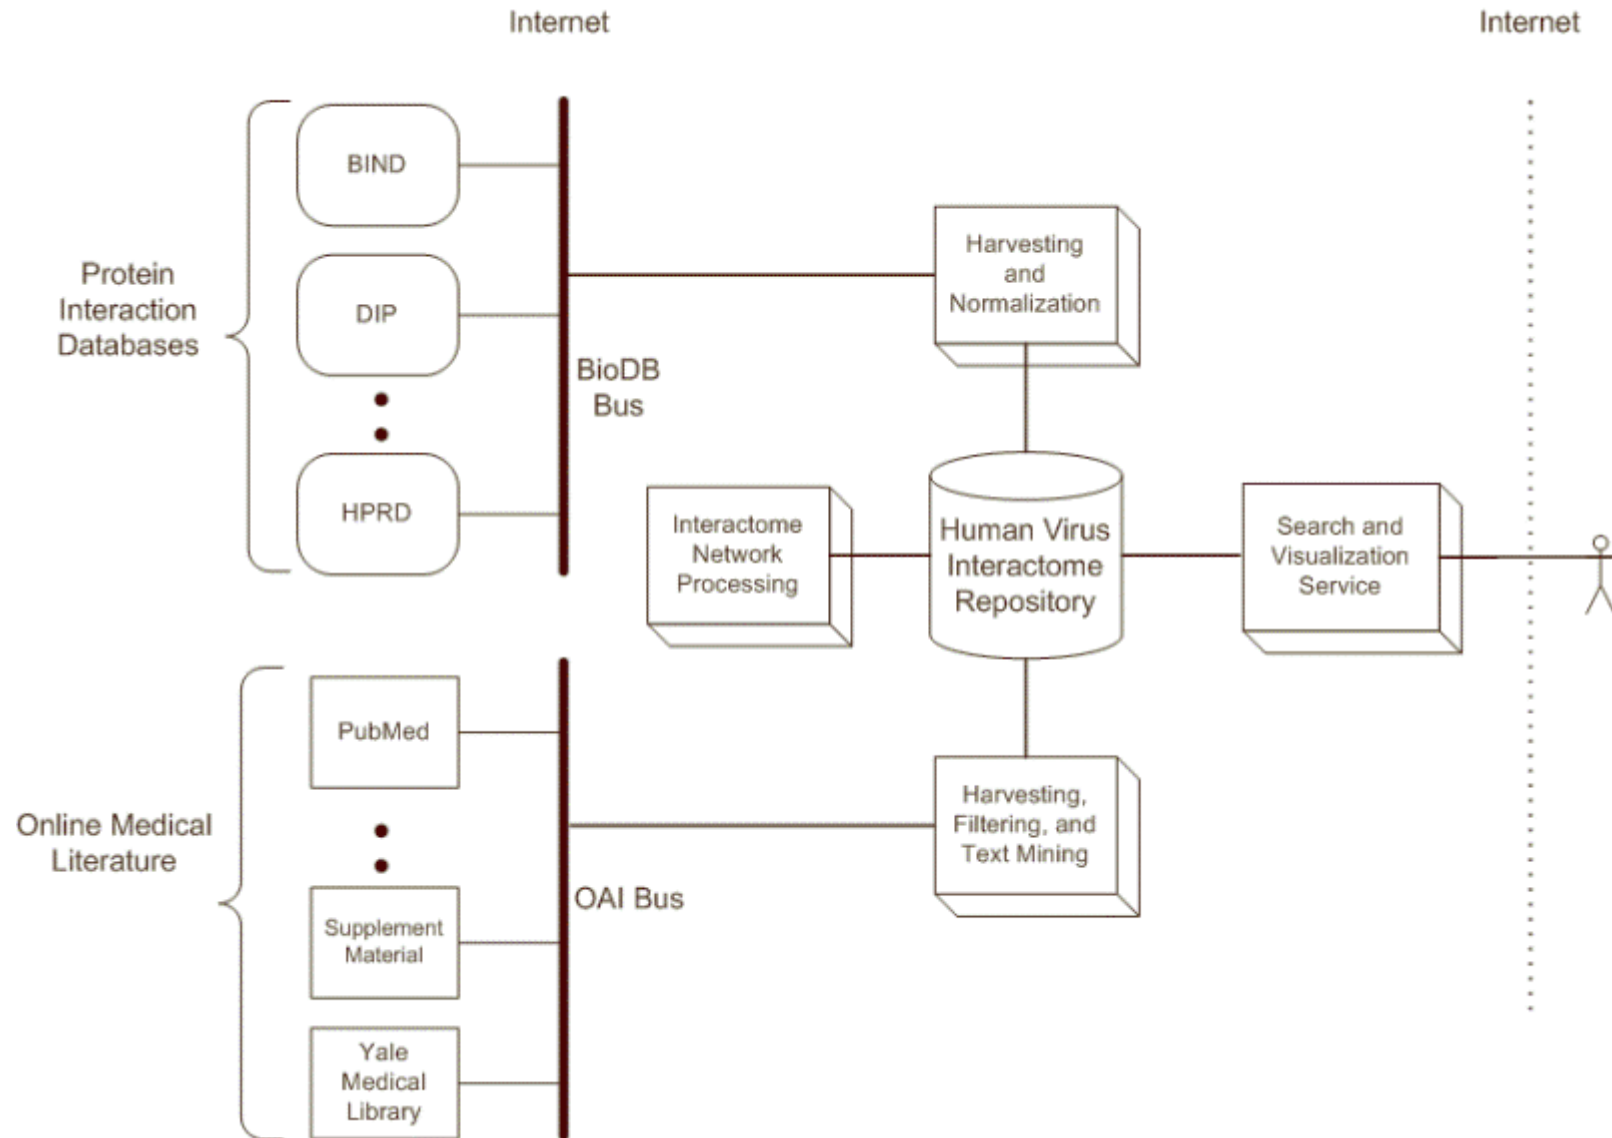 Internet
Internet
BIND
Protein
Interaction
Databases
DIP
HPRD
BioDB
Bus
Harvesting
and
Normalization
Interactome
Network
Processing
Human Virus
Interactome
Repository
Search and
Visualization
Service
Online Medical
Literature
PubMed
Supplement
Material
Yale
Medical
Library
OAI Bus
Harvesting,
Filtering, and
Text Mining